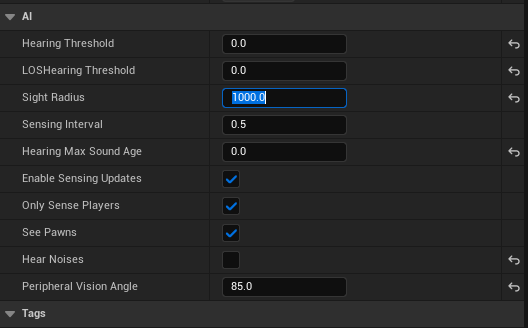 AI
Hearing Threshold 0.0
LOSHearing Threshold 0.0
Sight Radius 1000.0
Sensing Interval 0.5
Hearing Max Sound Age 0.0
Enable Sensing Updates
Only Sense Players
See Pawns
Hear Noises
Peripheral Vision Angle 85.0
Tags